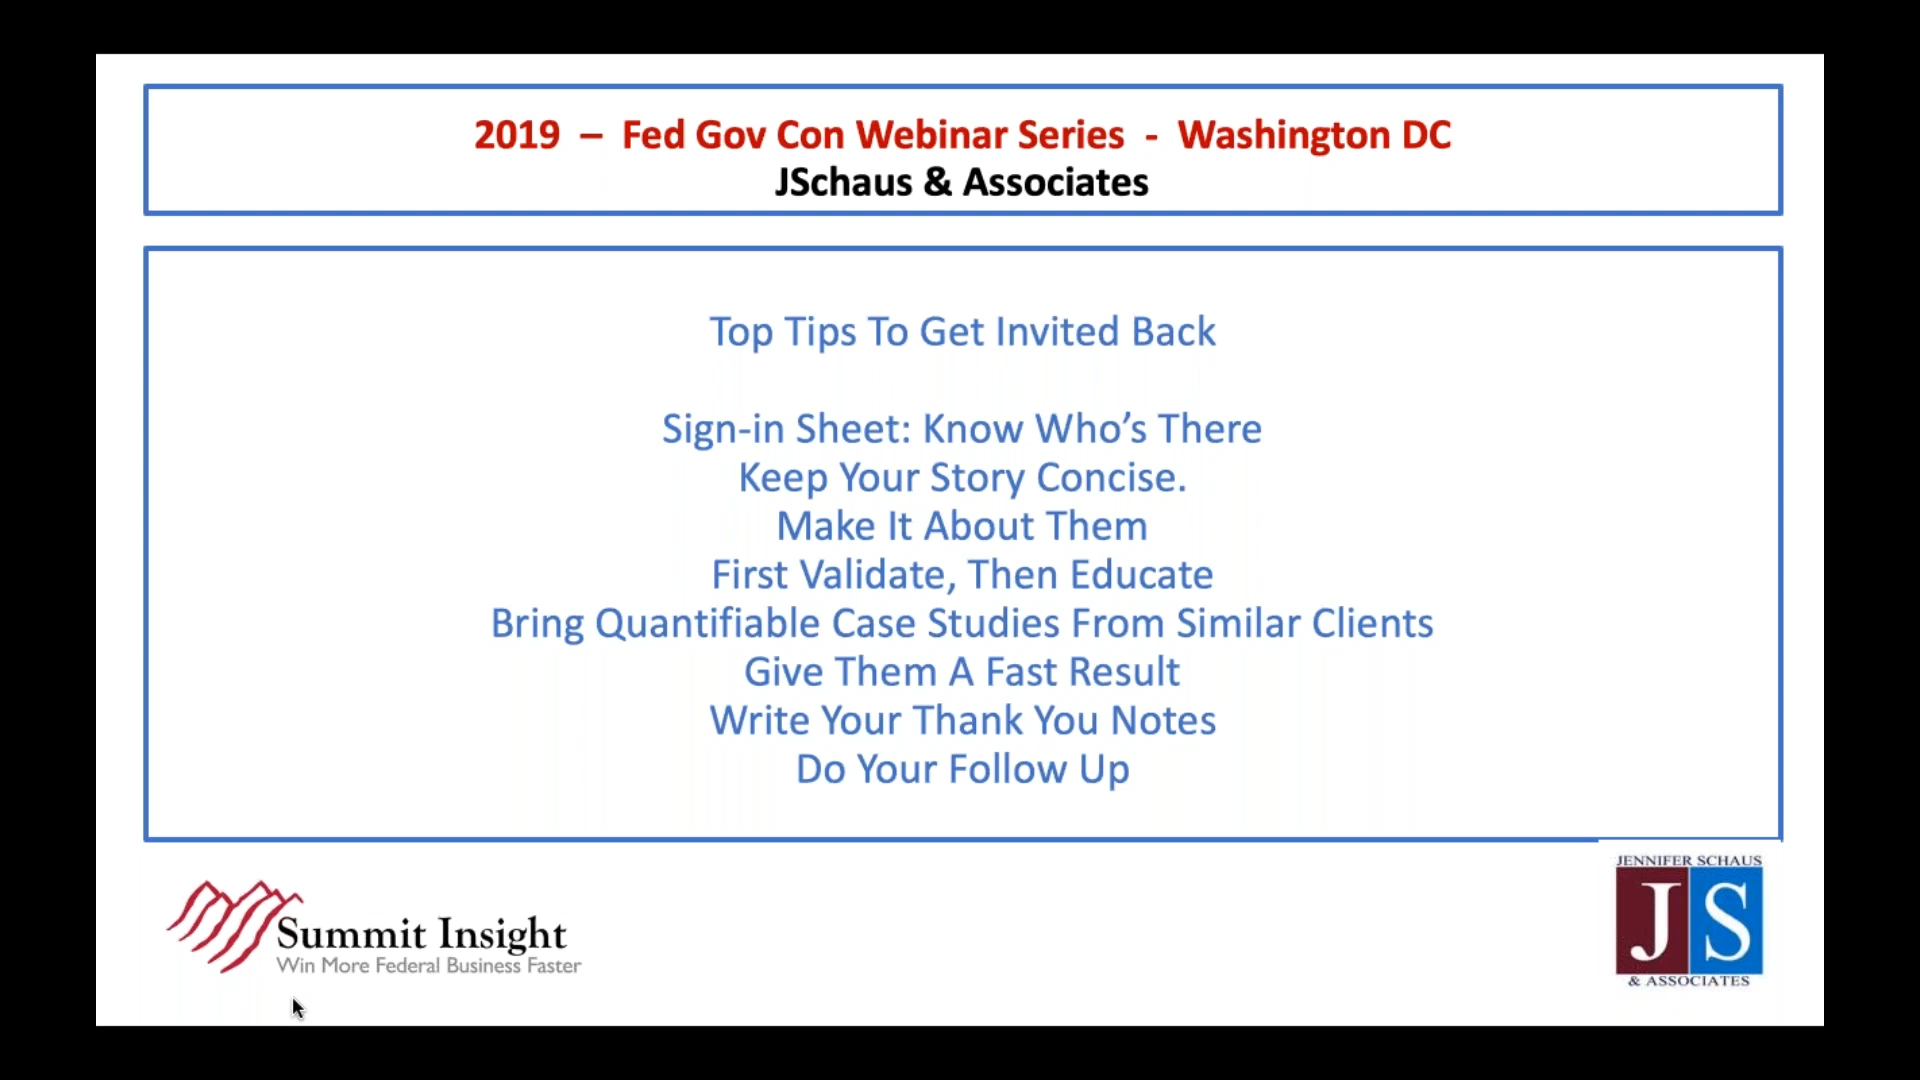 2019 – Fed Gov Con Webinar Series - Washington DC
JSchaus & Associates
Top Tips To Get Invited Back
Sign-in Sheet: Know Who’s There
Keep Your Story Concise.
Make It About Them
First Validate, Then Educate
Bring Quantifiable Case Studies From Similar Clients
Give Them A Fast Result
Write Your Thank You Notes
Do Your Follow Up
Summit Insight
Win More Federal Business Faster
JENNIFER SCHAUS
JS
& ASSOCIATES